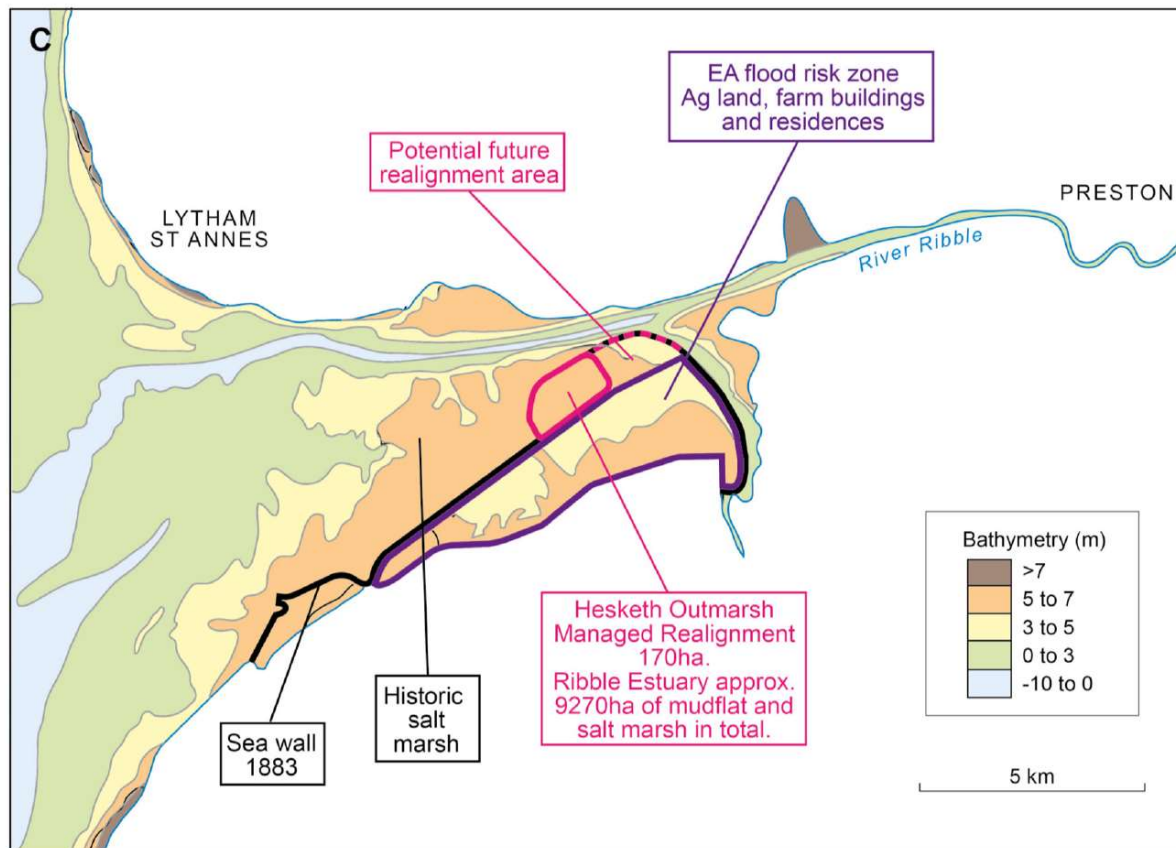 C
EA flood risk zone
Ag land, farm buildings
and residences
Potential future
realignment area
PRESTON
LYTHAM
ST ANNES
River Ribble
Bathymetry (m)
>7
5 to 7
3 to 5
0 to 3
-10 to 0
Hesketh Outmarsh
Managed Realignment
170ha.
Ribble Estuary approx.
9270ha of mudflat and
salt marsh in total.
Historic
salt
marsh
Sea wall
1883
5 km